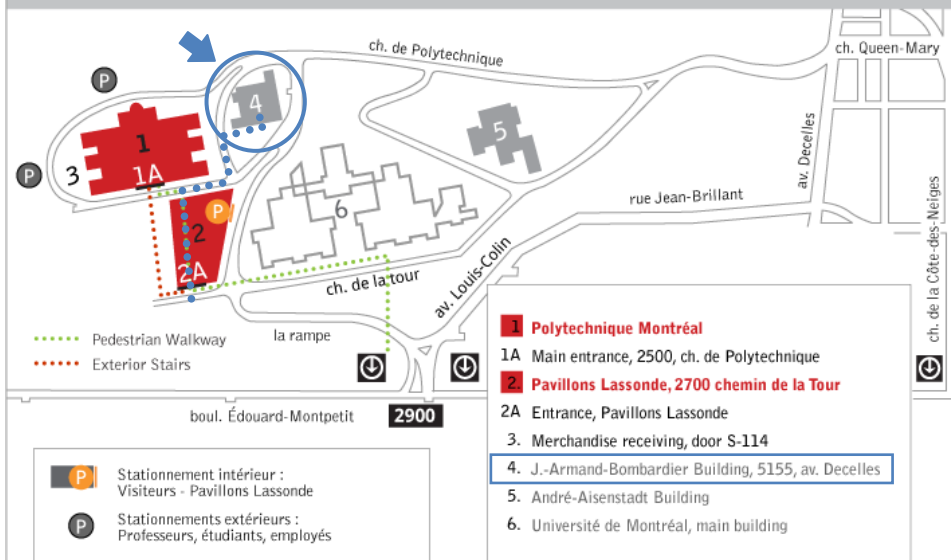 ch. de Polytechnique
ch. Queen-Mary
P
4
1
5
3
1A
P
av. Decelles
P
2
6
rue Jean-Brillant
ch. de la Côte-des-Neiges
2A
ch. de la tour
av. Louis-Colin
Pedestrian Walkway
la rampe
Exterior Stairs
boul. Édouard-Montpetit
2900
1 Polytechnique Montréal
1A Main entrance, 2500, ch. de Polytechnique
2. Pavillons Lassonde, 2700 chemin de la Tour
2A Entrance, Pavillons Lassonde
3. Merchandise receiving, door S-114
4. J.-Armand-Bombardier Building, 5155, av. Decelles
5. André-Aisenstadt Building
6. Université de Montréal, main building
P Stationnement intérieur :
Visiteurs - Pavillons Lassonde
P Stationnements extérieurs :
Professeurs, étudiants, employés